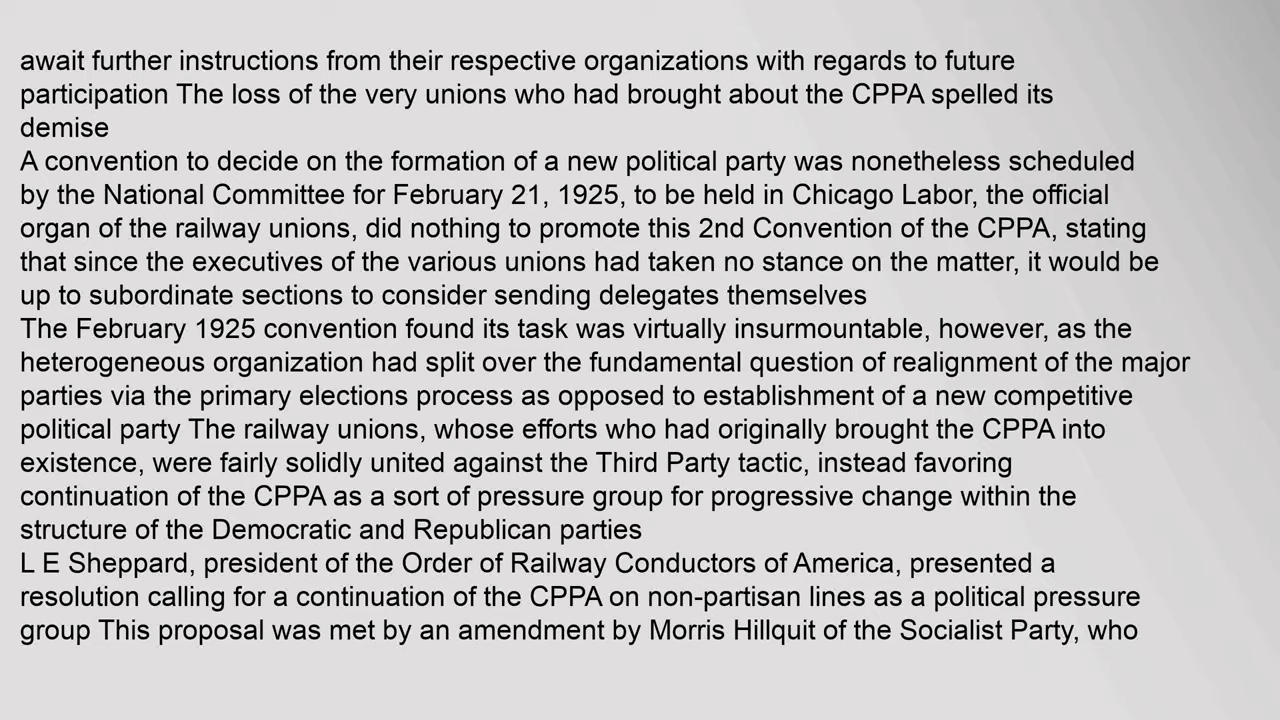 await further instructions from their respective organizations with regards to future
participation The loss of the very unions who had brought about the CPPA spelled its
demise
A convention to decide on the formation of a new political party was nonetheless scheduled
by the National Committee for February 21, 1925, to be held in Chicago Labor, the official
organ of the railway unions, did nothing to promote this 2nd Convention of the CPPA, stating
that since the executives of the various unions had taken no stance on the matter, it would be
up to subordinate sections to consider sending delegates themselves
The February 1925 convention found its task was virtually insurmountable, however, as the
heterogeneous organization had split over the fundamental question of realignment of the major
parties via the primary elections process as opposed to establishment of a new competitive
political party The railway unions, whose efforts who had originally brought the CPPA into
existence, were fairly solidly united against the Third Party tactic, instead favoring
continuation of the CPPA as a sort of pressure group for progressive change within the
structure of the Democratic and Republican parties
L E Sheppard, president of the Order of Railway Conductors of America, presented a
resolution calling for a continuation of the CPPA on non-partisan lines as a political pressure
group This proposal was met by an amendment by Morris Hillquit of the Socialist Party, who